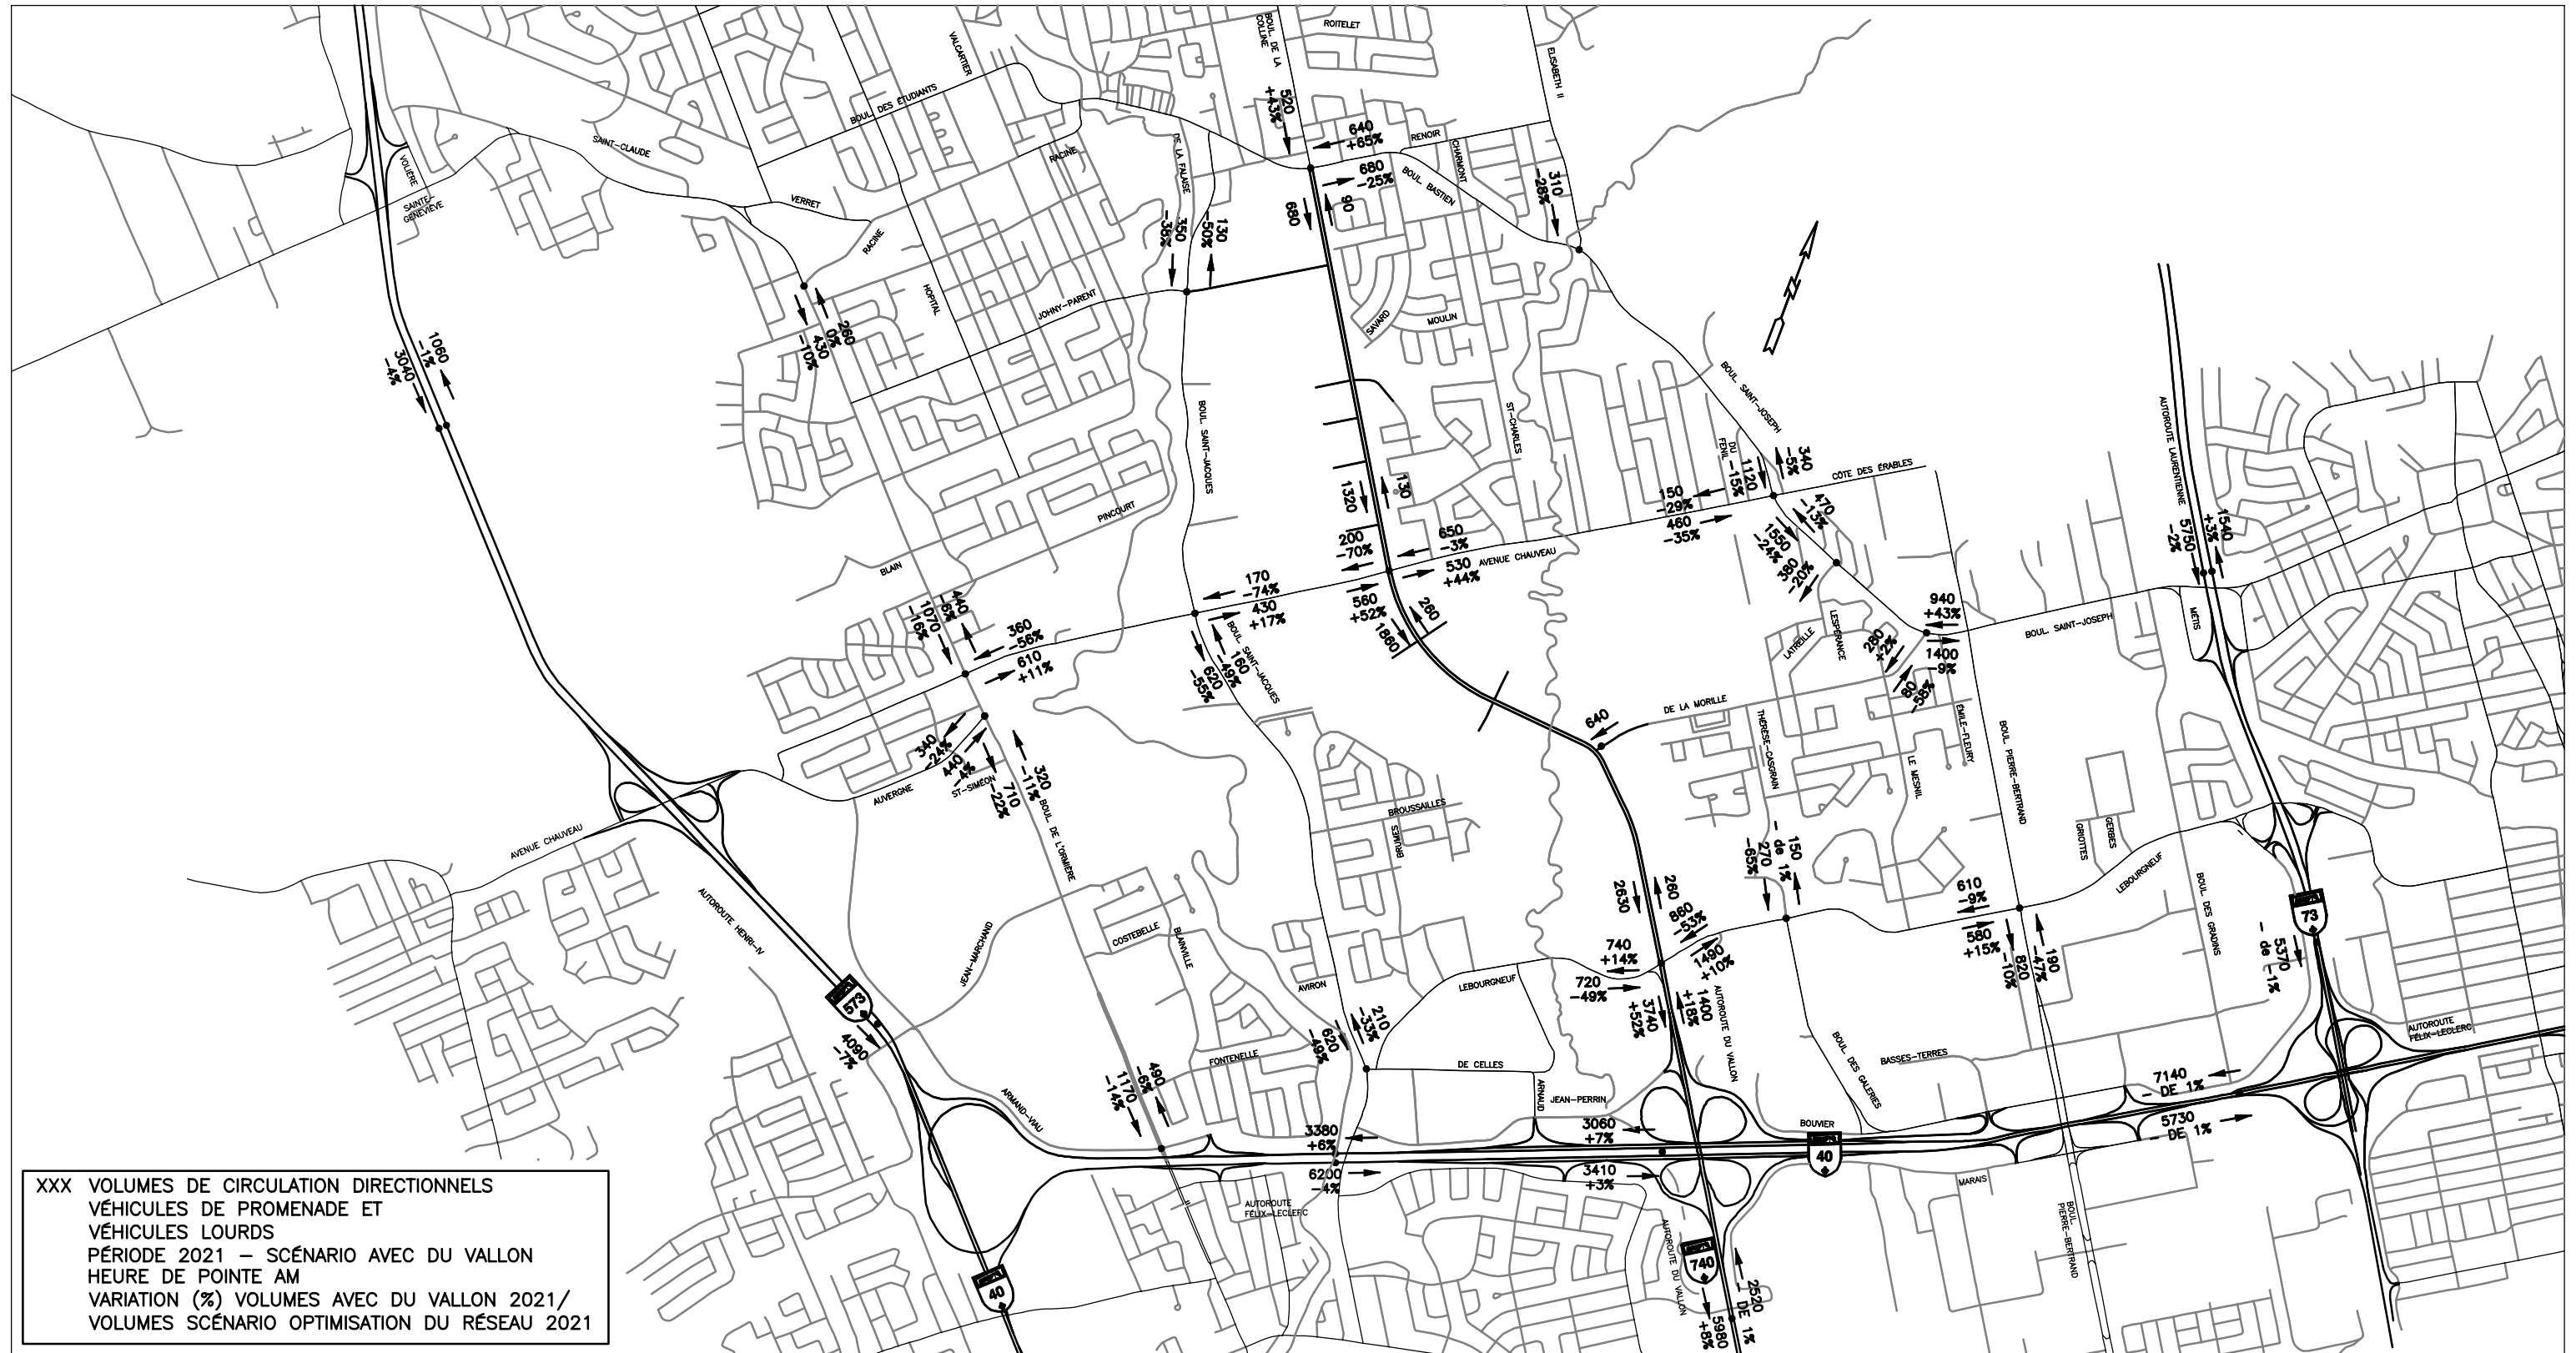 BOUL. DE LA
COLLINE
ROITELET
ELISABETH II
VALCARTIER
BOUL. DES ÉTUDIANTS
520
+43%
640
+65%
RENOIR
CHARMONT
680
-25%
BOUL. BASTIEN
310
-28%
SAINT-CLAUDE
VOLIÈRE
SAINTE-
GENEVIÈVE
VERRET
RACINE
RACINE
DE LA FALAISE
350
-38%
130
-50%
680
90
HOPITAL
JOHNY-PARENT
260
0%
430
-10%
SAVARD
MOULIN
1060
-1%
3040
-4%
BOUL. SAINT-JACQUES
ST-CHARLES
BOUL. SAINT-JOSEPH
DU
FENIL
1120
-15%
340
-5%
CÔTE DES ÉRABLES
AUTOROUTE LAURENTIENNE
5750
-2%
1540
+3%
PINCOURT
1320
130
150
-29%
460
-35%
470
-13%
1550
-24%
380
-20%
200
-70%
650
-3%
AVENUE CHAUVEAU
530
+44%
560
+52%
BLAIN
170
-74%
430
+17%
440
-6%
1070
-16%
360
-56%
610
+11%
BOUL. SAINT-JACQUES
160
-49%
620
-55%
260
1860
LESPÉRANCE
LATREILLE
940
+43%
BOUL. SAINT-JOSEPH
MÉTIS
280
+2%
1400
-9%
80
-58%
640
DE LA MORILLE
THÉRÈSE-CASGRAIN
ÉMILE-FLEURY
BOUL. PIERRE-BERTRAND
LE MESNIL
340
-24%
440
-4%
AUVERGNE
ST-SIMÉON
710
-22%
320
-11%
BOUL. DE L'ORMIÈRE
BROUSSAILLES
BRUMES
AVENUE CHAUVEAU
GRIOTTES
GERBES
LEBOURGNEUF
150
- de 1%
270
-65%
AUTOROUTE HENRI-IV
JEAN-MARCHAND
COSTEBELLE
BLAINVILLE
2630
260
860
-53%
610
-9%
BOUL. DES GRADINS
73
740
+14%
1490
+10%
580
+15%
820
-10%
190
-47%
5370
- de -1%
AVIRON
LEBOURGNEUF
720
-49%
3740
+52%
1400
+18%
AUTOROUTE DU VALLON
573
4090
-7%
620
-49%
210
-33%
FONTENELLE
DE CELLES
BOUL. DES GALERIES
BASSES-TERRES
AUTOROUTE
FÉLIX-LECLERC
490
-6%
1170
-14%
ARMAND-VIAU
ARNAUD
JEAN-PERRIN
7140
- DE 1%
3380
+6%
3060
+7%
BOUVIER
5730
- DE 1%
40
6200
-4%
3410
+3%
MARAIS
AUTOROUTE
FÉLIX-LECLERC
BOUL.
PIERRE-BERTRAND
AUTOROUTE DU VALLON
740
2520
- DE 1%
5980
+8%
40
XXX VOLUMES DE CIRCULATION DIRECTIONNELS
VÉHICULES DE PROMENADE ET
VÉHICULES LOURDS
PÉRIODE 2021 – SCÉNARIO AVEC DU VALLON
HEURE DE POINTE AM
VARIATION (%) VOLUMES AVEC DU VALLON 2021/
VOLUMES SCÉNARIO OPTIMISATION DU RÉSEAU 2021